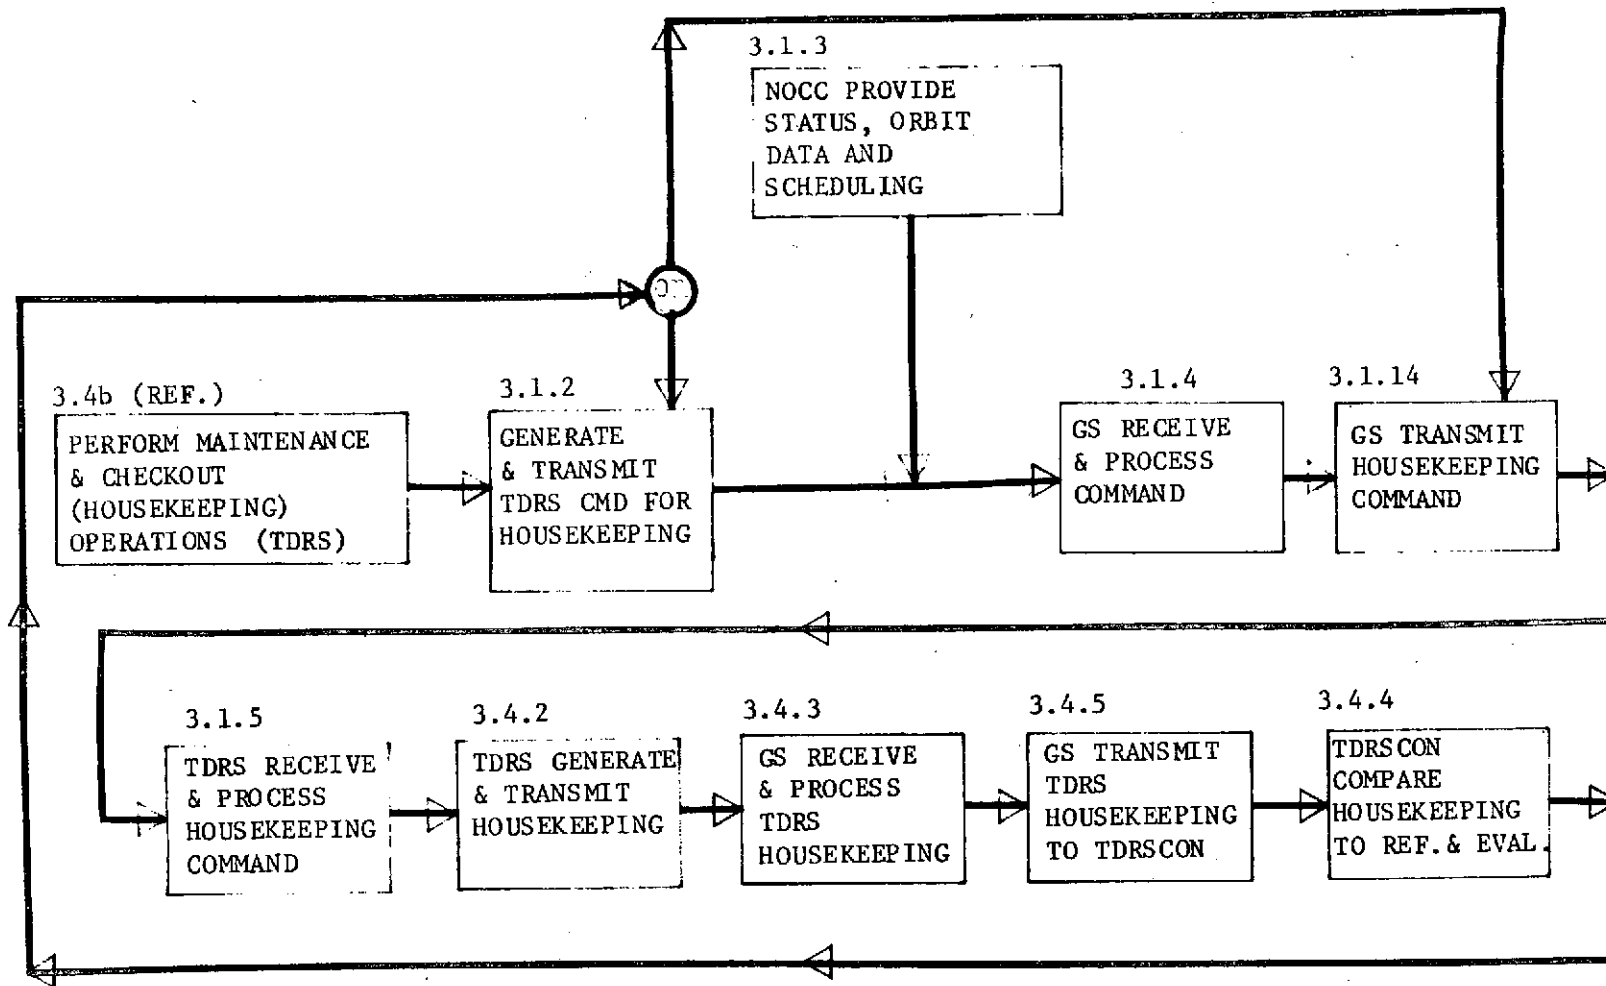 3.1.3
NOCC PROVIDE
STATUS, ORBIT
DATA AND
SCHEDULING
3.4b (REF.)
PERFORM MAINTENANCE
& CHECKOUT
(HOUSEKEEPING)
OPERATIONS (TDRS)
3.1.2
GENERATE
& TRANSMIT
TDRS CMD FOR
HOUSEKEEPING
3.1.4
GS RECEIVE
& PROCESS
COMMAND
3.1.14
GS TRANSMIT
HOUSEKEEPING
COMMAND
3.1.5
TDRS RECEIVE
& PROCESS
HOUSEKEEPING
COMMAND
3.4.2
TDRS GENERATE
& TRANSMIT
HOUSEKEEPING
3.4.3
GS RECEIVE
& PROCESS
TDRS
HOUSEKEEPING
3.4.5
GS TRANSMIT
TDRS
HOUSEKEEPING
TO TDRSCON
3.4.4
TDRSCON
COMPARE
HOUSEKEEPING
TO REF.& EVAL.